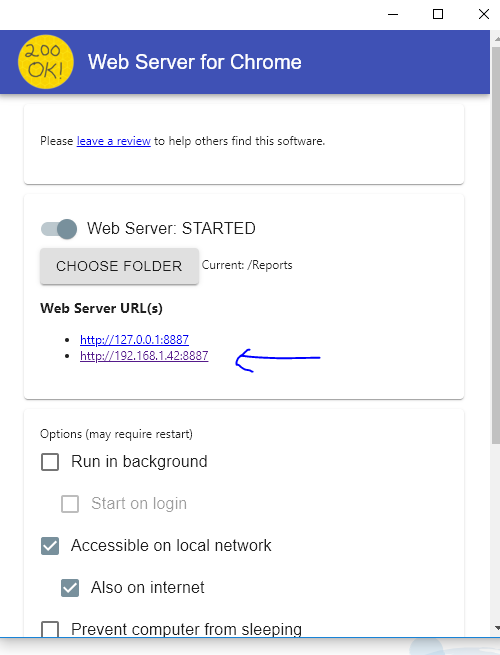 200
OK!
Web Server for Chrome
Please leave a review to help others find this software.
Web Server: STARTED
CHOOSE FOLDER Current: /Reports
Web Server URL(s)
http://127.0.0.1:8887
http://192.168.1.42:8887
Options (may require restart)
Run in background
Start on login
Accessible on local network
Also on internet
Prevent computer from sleeping